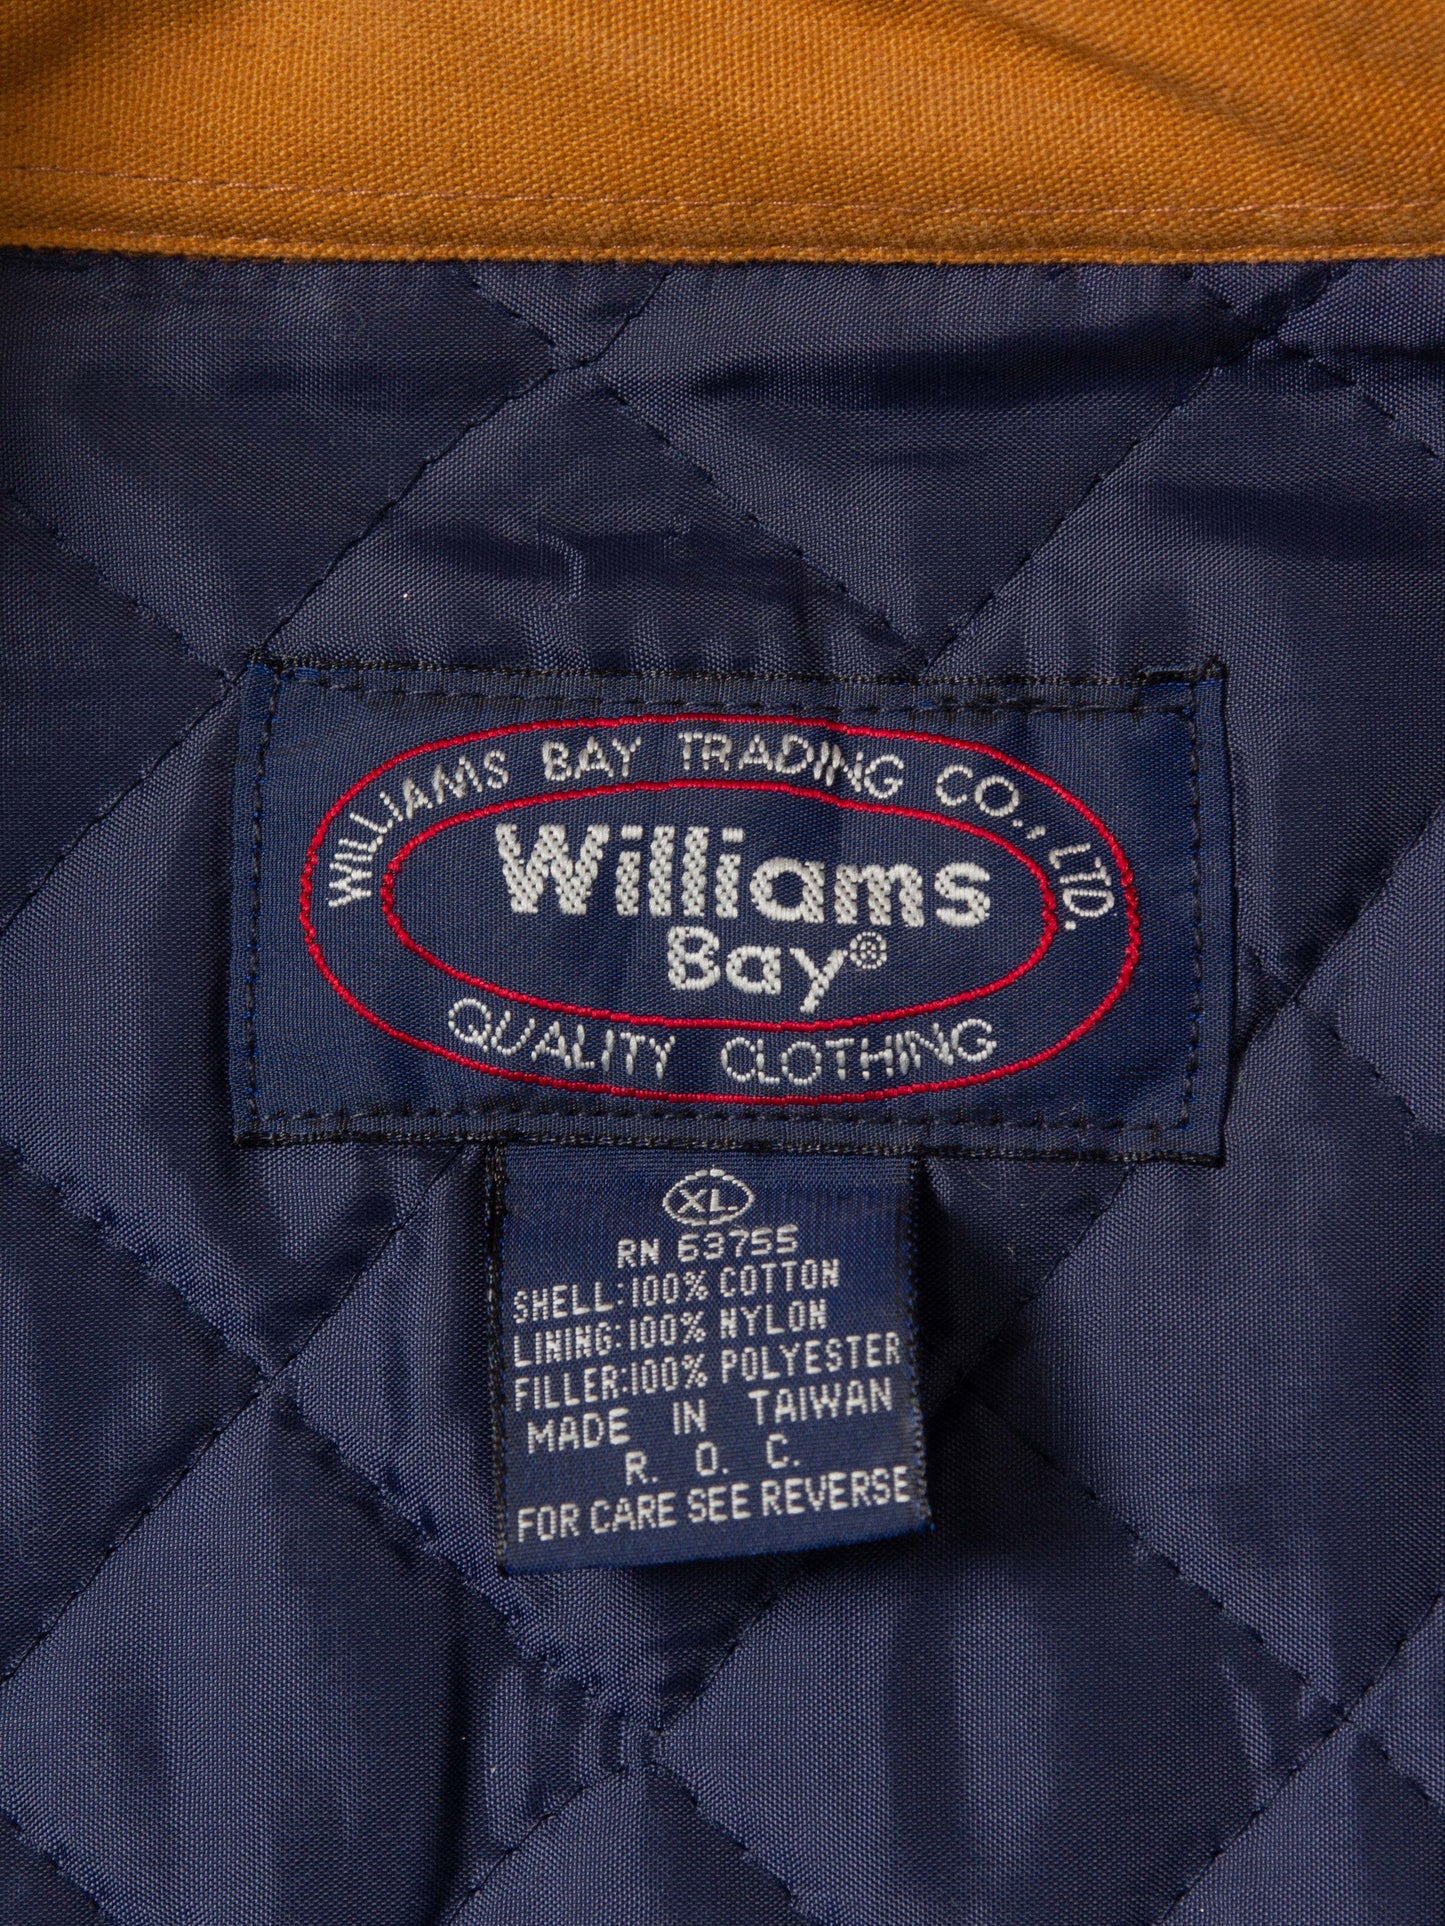 WILLIAMS BAY TRADING CO., LTD.
Williams
Bay®
QUALITY CLOTHING
XL
RN 63755
SHELL:100% COTTON
LINING:100% NYLON
FILLER:100% POLYESTER
MADE IN TAIWAN
R. O. C.
FOR CARE SEE REVERSE